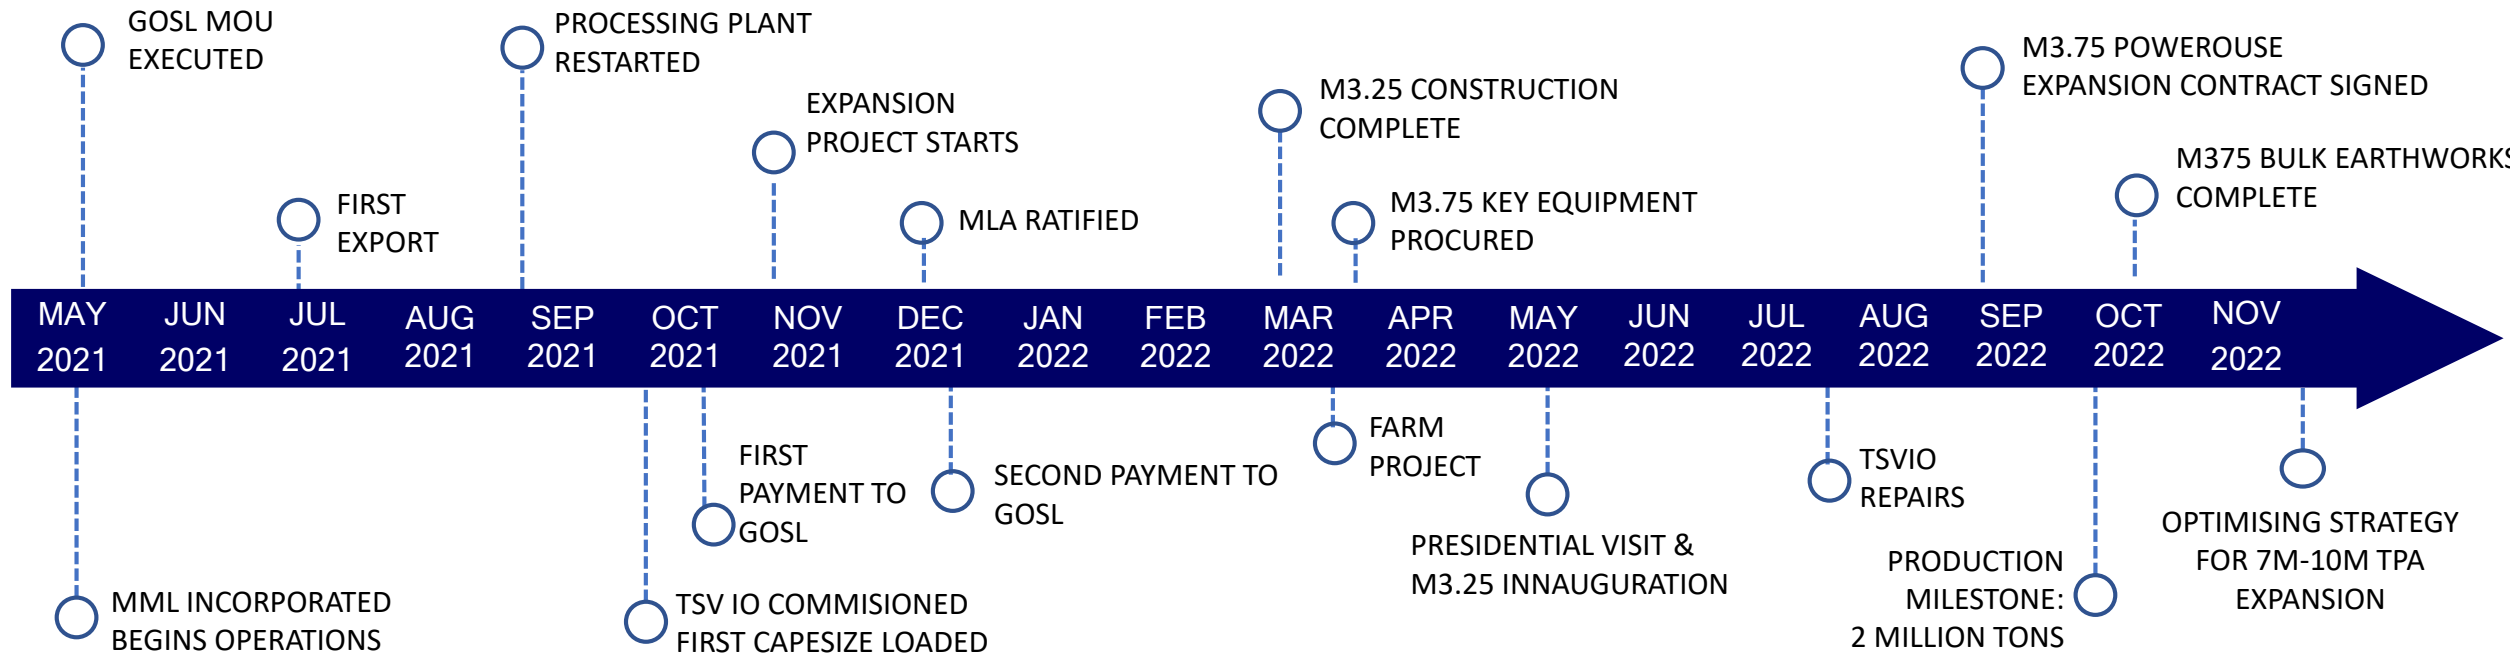 GOSL MOU
EXECUTED
PROCESSING PLANT
RESTARTED
M3.75 POWEROUSE
EXPANSION CONTRACT SIGNED
EXPANSION
PROJECT STARTS
M3.25 CONSTRUCTION
COMPLETE
M375 BULK EARTHWORKS
COMPLETE
FIRST
EXPORT
MLA RATIFIED
M3.75 KEY EQUIPMENT
PROCURED
MAY
2021
JUN
2021
JUL
2021
AUG
2021
SEP
2021
OCT
2021
NOV
2021
DEC
2021
JAN
2022
FEB
2022
MAR
2022
APR
2022
MAY
2022
JUN
2022
JUL
2022
AUG
2022
SEP
2022
OCT
2022
NOV
2022
FIRST
PAYMENT TO
GOSL
SECOND PAYMENT TO
GOSL
FARM
PROJECT
TSVIO
REPAIRS
PRESIDENTIAL VISIT &
M3.25 INNAUGURATION
OPTIMISING STRATEGY
FOR 7M-10M TPA
EXPANSION
PRODUCTION
MILESTONE:
2 MILLION TONS
MML INCORPORATED
BEGINS OPERATIONS
TSV IO COMMISIONED
FIRST CAPESIZE LOADED